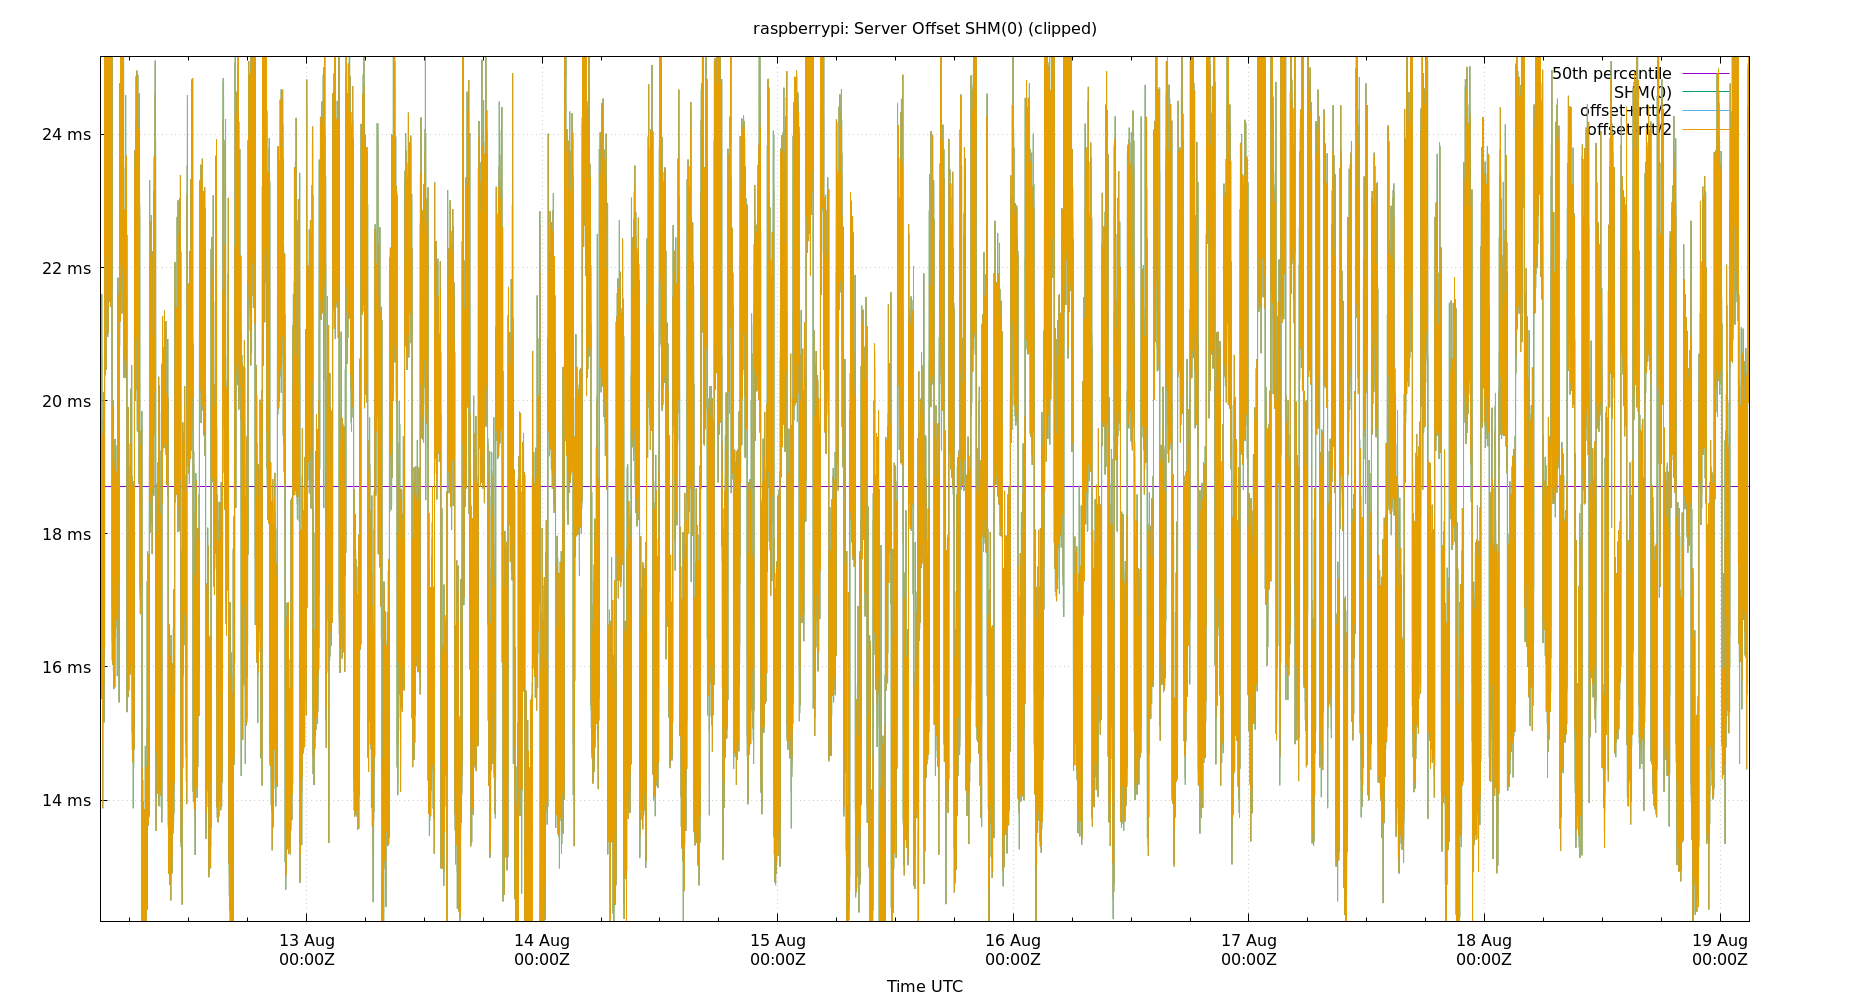 raspberrypi: Server Offset SHM(0) (clipped)
50th percentile
SHM(0)
offset+rtt/2
offset-rtt/2
24 ms
22 ms
20 ms
18 ms
16 ms
14 ms
13 Aug 14 Aug 15 Aug 16 Aug 17 Aug 18 Aug 19 Aug
00:00Z 00:00Z 00:00Z 00:00Z 00:00Z 00:00Z 00:00Z
Time UTC